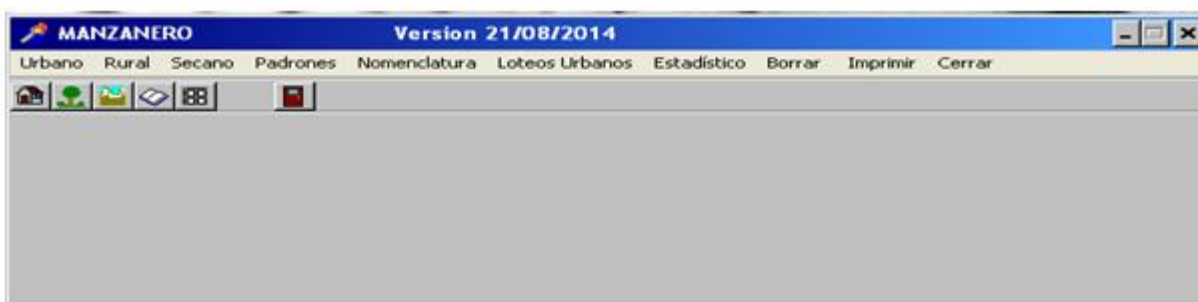 MANZANERO Version 21/08/2014
Urbano Rural Secano Padrones Nomenclatura Loteos Urbanos Estadístico Borrar Imprimir Cerrar